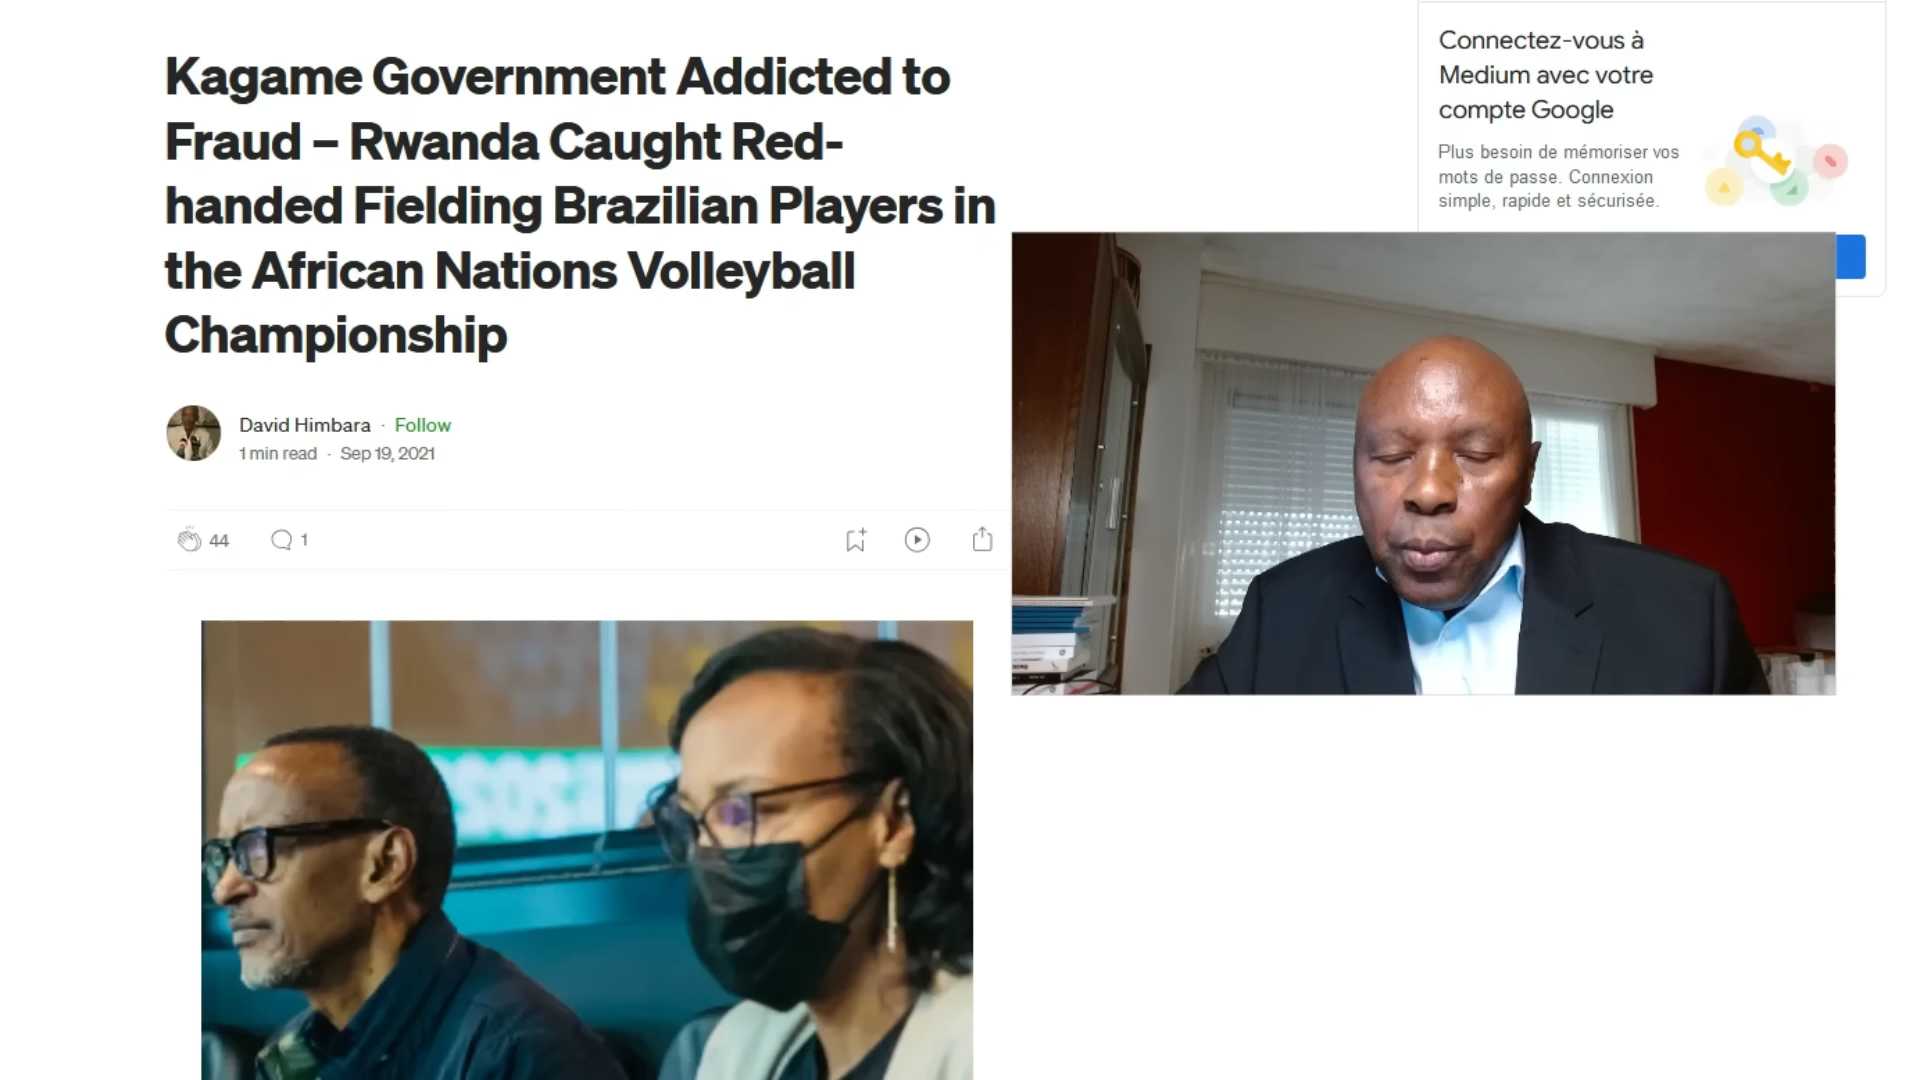 Kagame Government Addicted to
Fraud – Rwanda Caught Red-
handed Fielding Brazilian Players in
the African Nations Volleyball
Championship
David Himbara · Follow
1 min read · Sep 19, 2021
44
1
Connectez-vous à
Medium avec votre
compte Google
Plus besoin de mémoriser vos
mots de passe. Connexion
simple, rapide et sécurisée.